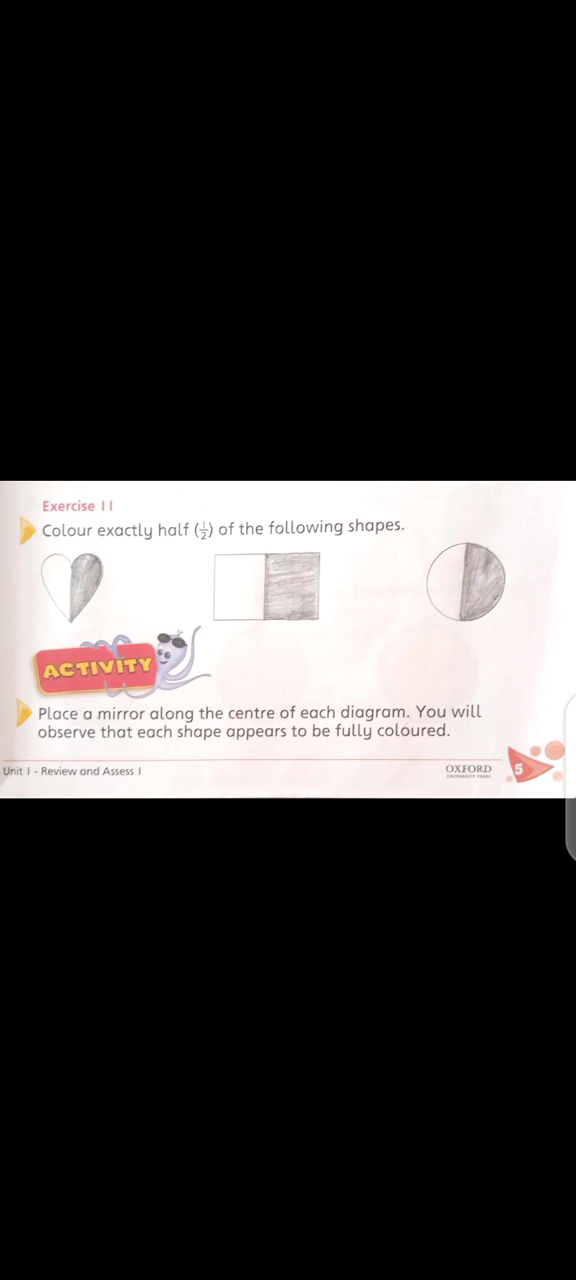 Exercise 11
Colour exactly half (1/2) of the following shapes.
ACTIVITY
Place a mirror along the centre of each diagram. You will
observe that each shape appears to be fully coloured.
Unit 1 - Review and Assess 1
OXFORD
UNIVERSITY PRESS
5